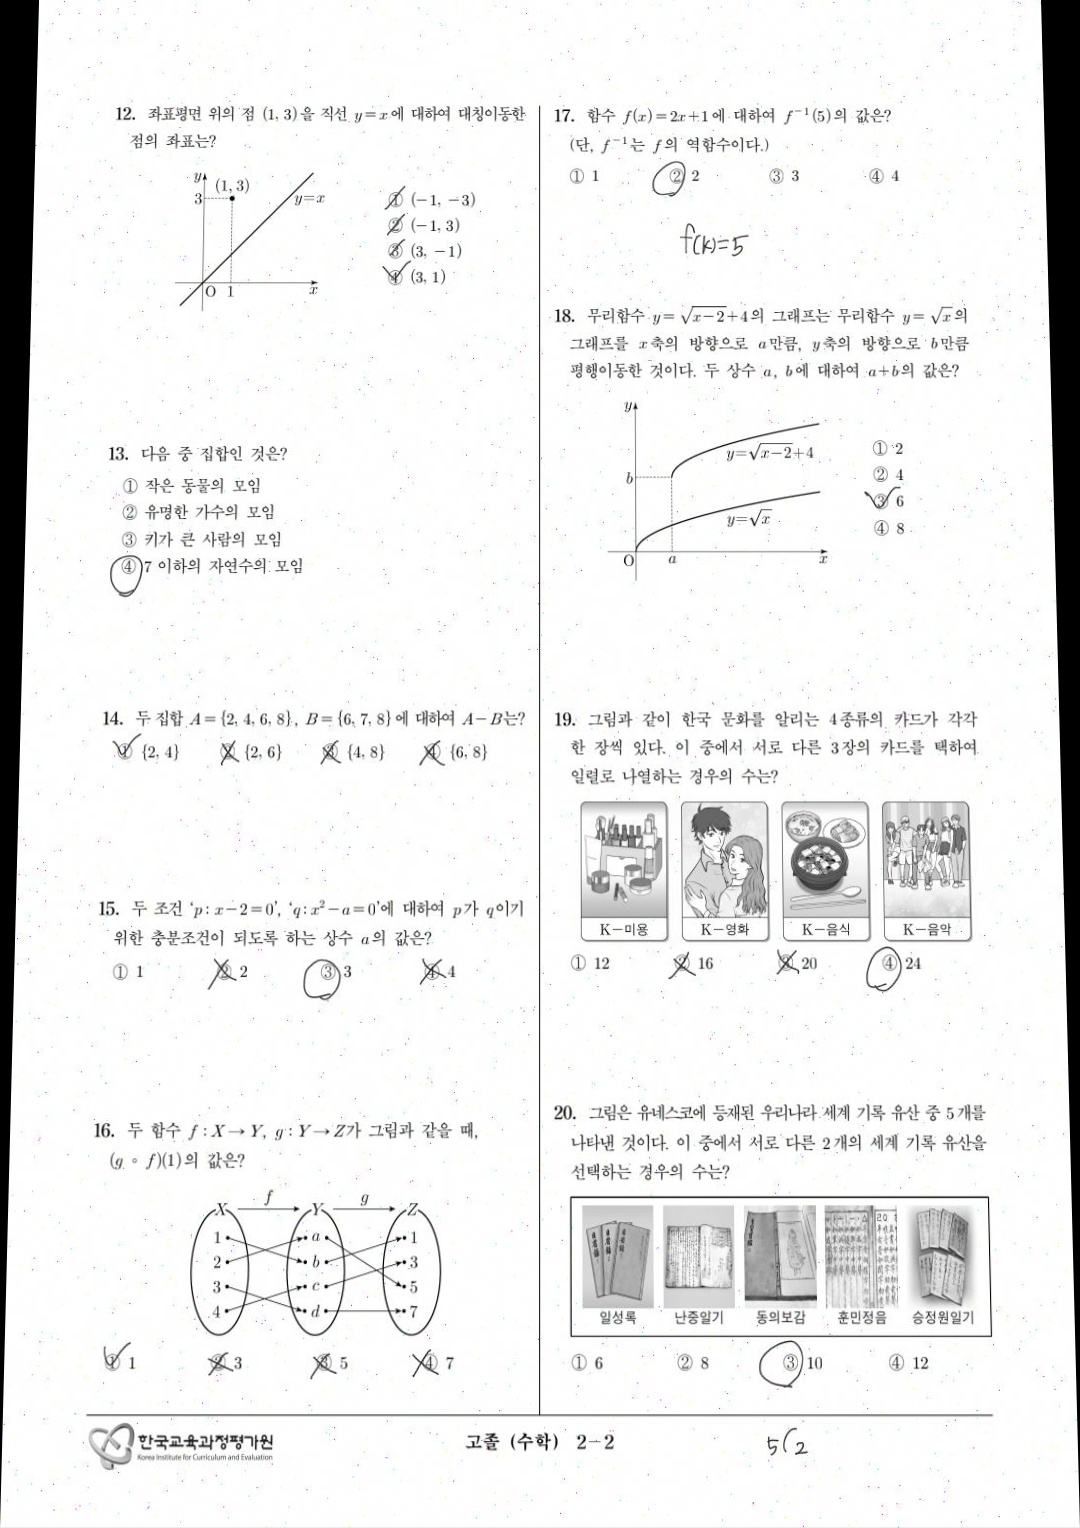 12. 좌표평면 위의 점 (1, 3)을 직선 y=x에 대하여 대칭이동한
점의 좌표는?
y
3
(1, 3)
y=x
O 1 x
① (-1, -3)
② (-1, 3)
③ (3, -1)
④ (3, 1)
13. 다음 중 집합인 것은?
① 작은 동물의 모임
② 유명한 가수의 모임
③ 키가 큰 사람의 모임
④ 7 이하의 자연수의 모임
14. 두 집합 A={2, 4, 6, 8}, B={6, 7, 8}에 대하여 A-B는?
① {2, 4} ② {2, 6} ③ {4, 8} ④ {6, 8}
15. 두 조건 ‘p : x-2=0’, ‘q : x²-a=0’에 대하여 p가 q이기
위한 충분조건이 되도록 하는 상수 a의 값은?
① 1 ② 2 ③ 3 ④ 4
16. 두 함수 f : X→Y, g : Y→Z가 그림과 같을 때,
(g ∘ f)(1)의 값은?
f g
X Y Z
1 a 1
2 b 3
3 c 5
4 d 7
① 1 ② 3 ③ 5 ④ 7
17. 함수 f(x)=2x+1에 대하여 f⁻¹(5)의 값은?
(단, f⁻¹는 f의 역함수이다.)
① 1 ② 2 ③ 3 ④ 4
f(k)=5
18. 무리함수 y=√(x-2)+4의 그래프는 무리함수 y=√x의
그래프를 x축의 방향으로 a만큼, y축의 방향으로 b만큼
평행이동한 것이다. 두 상수 a, b에 대하여 a+b의 값은?
y
y=√(x-2)+4
b
y=√x
O a x
① 2
② 4
③ 6
④ 8
19. 그림과 같이 한국 문화를 알리는 4종류의 카드가 각각
한 장씩 있다. 이 중에서 서로 다른 3장의 카드를 택하여
일렬로 나열하는 경우의 수는?
K-미용 K-영화 K-음식 K-음악
① 12 ② 16 ③ 20 ④ 24
20. 그림은 유네스코에 등재된 우리나라 세계 기록 유산 중 5개를
나타낸 것이다. 이 중에서 서로 다른 2개의 세계 기록 유산을
선택하는 경우의 수는?
일성록 난중일기 동의보감 훈민정음 승정원일기
① 6 ② 8 ③ 10 ④ 12
한국교육과정평가원
Korea Institute for Curriculum and Evaluation
고졸 (수학) 2-2
5C2